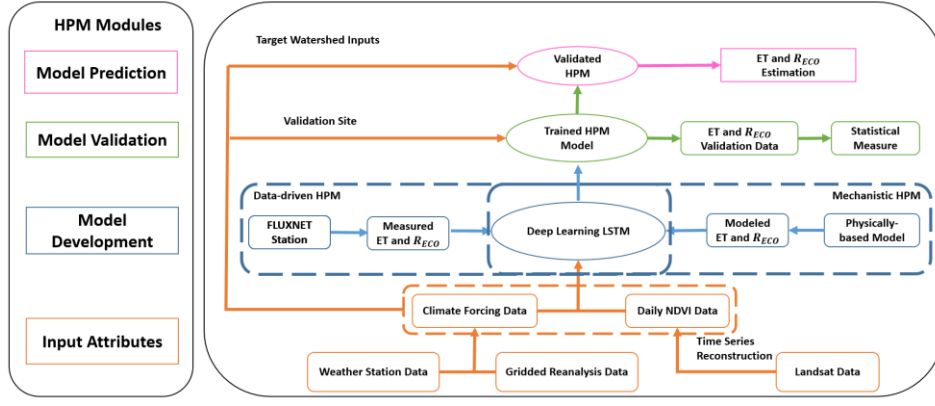 HPM Modules
Model Prediction
Model Validation
Model
Development
Input Attributes
Target Watershed Inputs
Validated
HPM
ET and R_ECO
Estimation
Validation Site
Trained HPM
Model
ET and R_ECO
Validation Data
Statistical
Measure
Data-driven HPM
Mechanistic HPM
FLUXNET
Station
Measured
ET and R_ECO
Deep Learning LSTM
Modeled
ET and R_ECO
Physically-
based Model
Climate Forcing Data
Daily NDVI Data
Time Series
Reconstruction
Weather Station Data
Gridded Reanalysis Data
Landsat Data